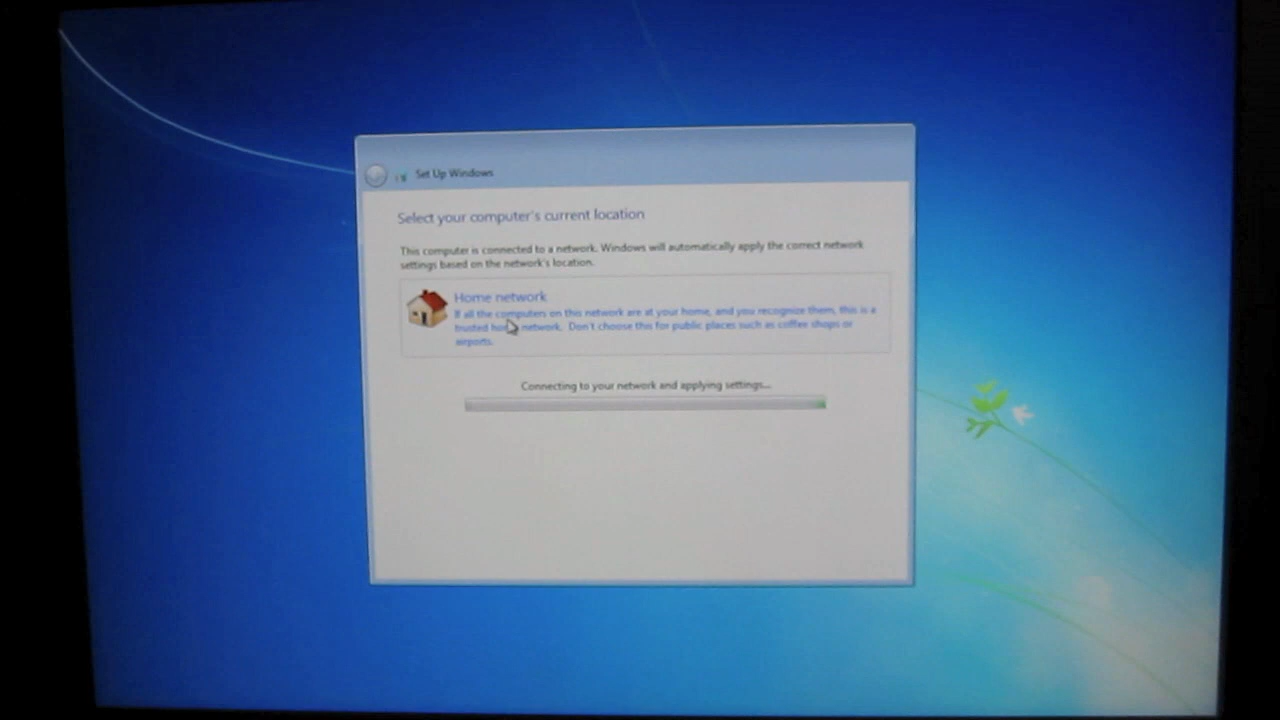 Set Up Windows
Select your computer's current location
This computer is connected to a network. Windows will automatically apply the correct network
settings based on the network's location.
Home network
If all the computers on this network are at your home, and you recognize them, this is a
trusted home network. Don't choose this for public places such as coffee shops or
airports.
Connecting to your network and applying settings...